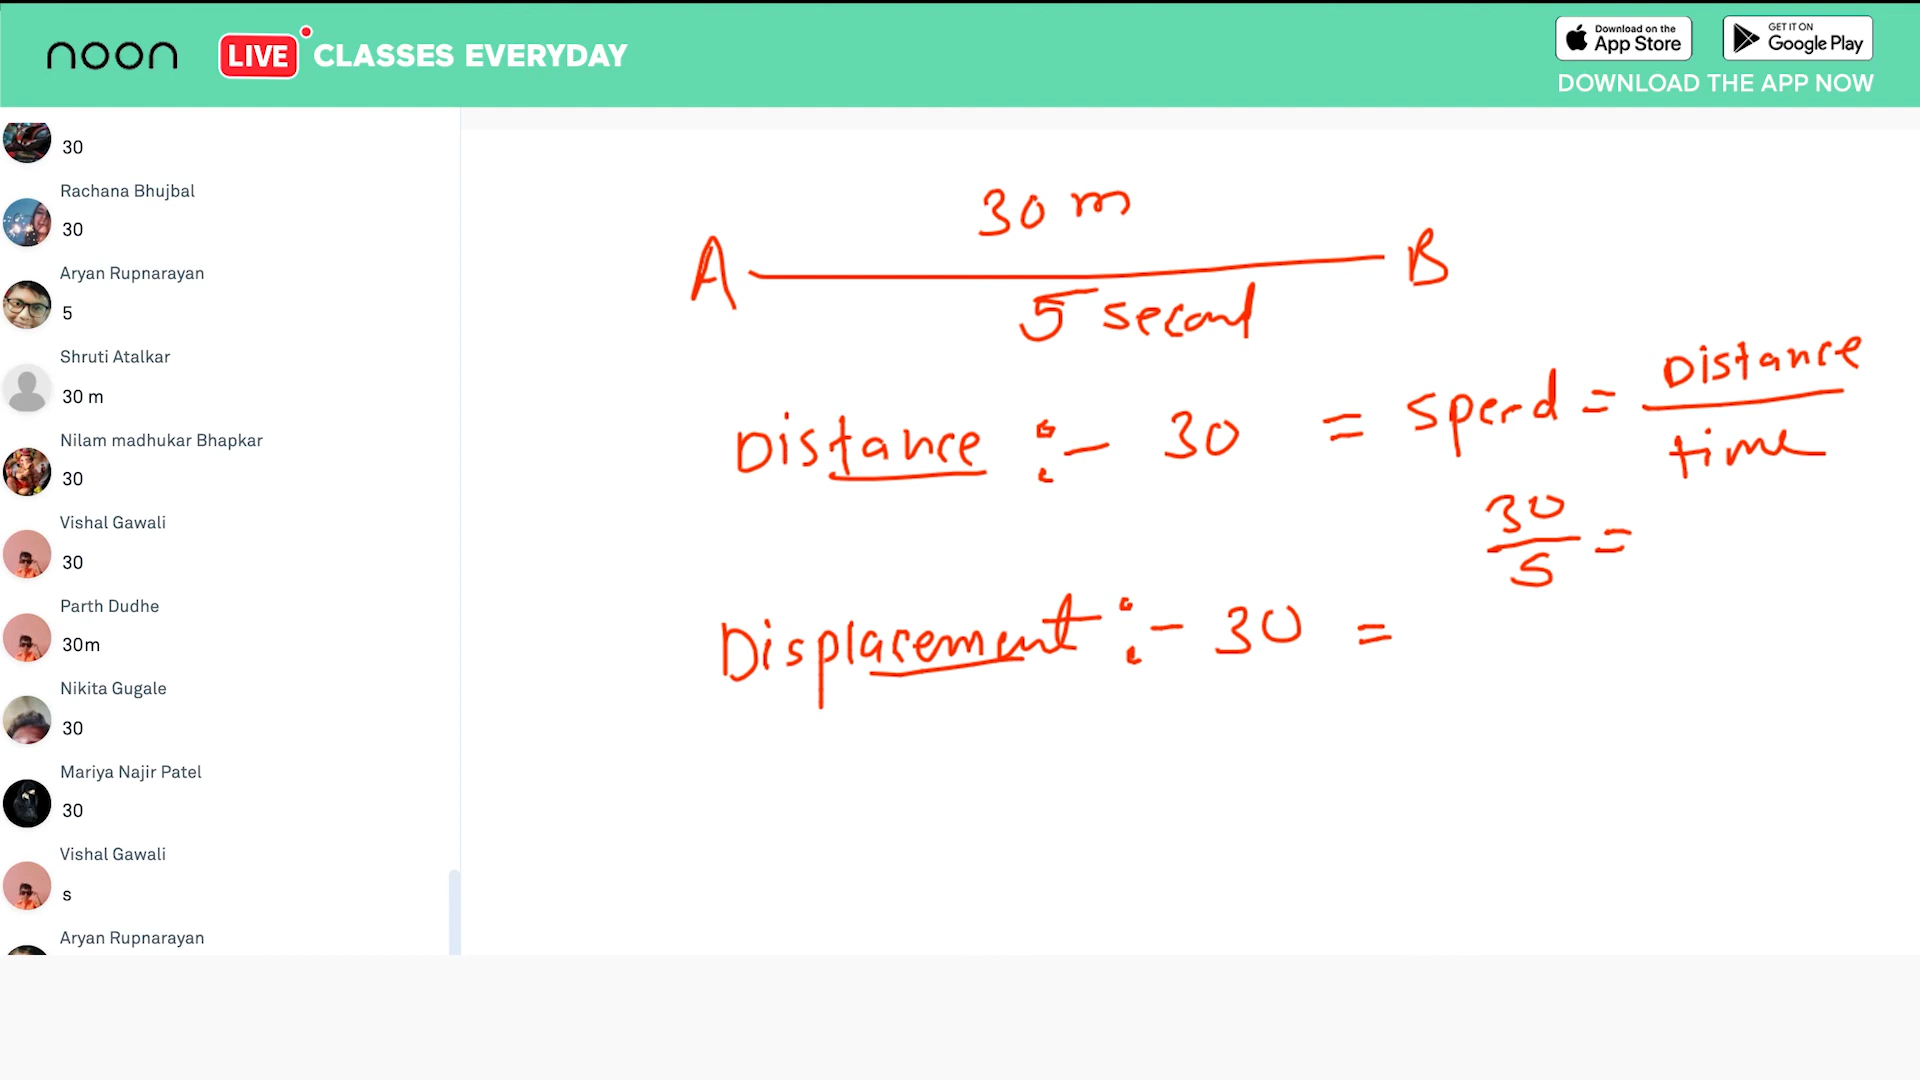 noon LIVE CLASSES EVERYDAY
Download on the App Store
GET IT ON Google Play
DOWNLOAD THE APP NOW
30
Rachana Bhujbal
30
Aryan Rupnarayan
5
Shruti Atalkar
30 m
Nilam madhukar Bhapkar
30
Vishal Gawali
30
Parth Dudhe
30m
Nikita Gugale
30
Mariya Najir Patel
30
Vishal Gawali
s
Aryan Rupnarayan
30 m
A B
5 second
Distance :- 30 = speed = Distance / time
30 / 5 =
Displacement :- 30 =